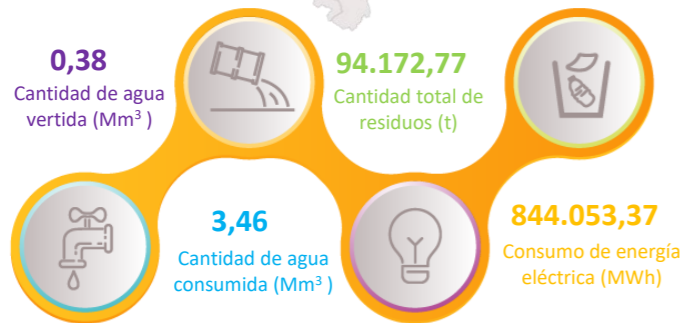 0,38
Cantidad de agua
vertida (Mm³ )
94.172,77
Cantidad total de
residuos (t)
3,46
Cantidad de agua
consumida (Mm³ )
844.053,37
Consumo de energía
eléctrica (MWh)